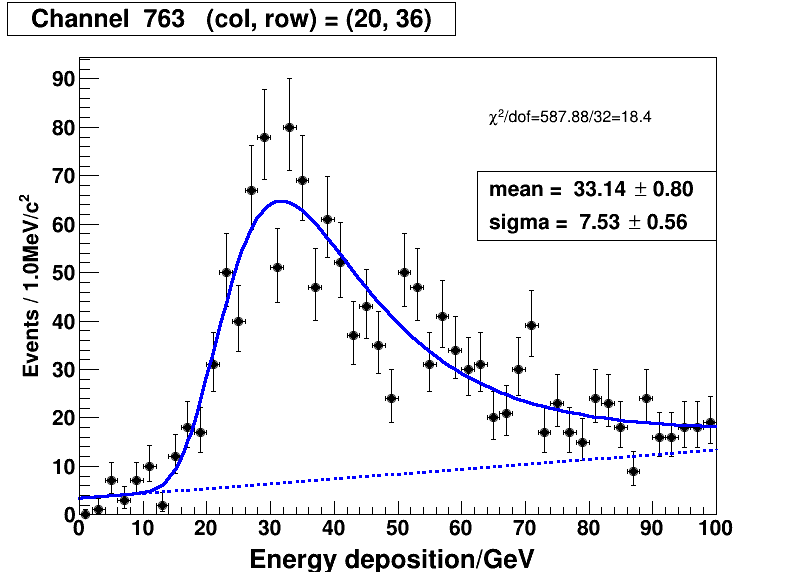 Channel 763 (col, row) = (20, 36)
χ²/dof=587.88/32=18.4
mean = 33.14 ± 0.80
sigma = 7.53 ± 0.56
Events / 1.0MeV/c²
90
80
70
60
50
40
30
20
10
0
0 10 20 30 40 50 60 70 80 90 100
Energy deposition/GeV